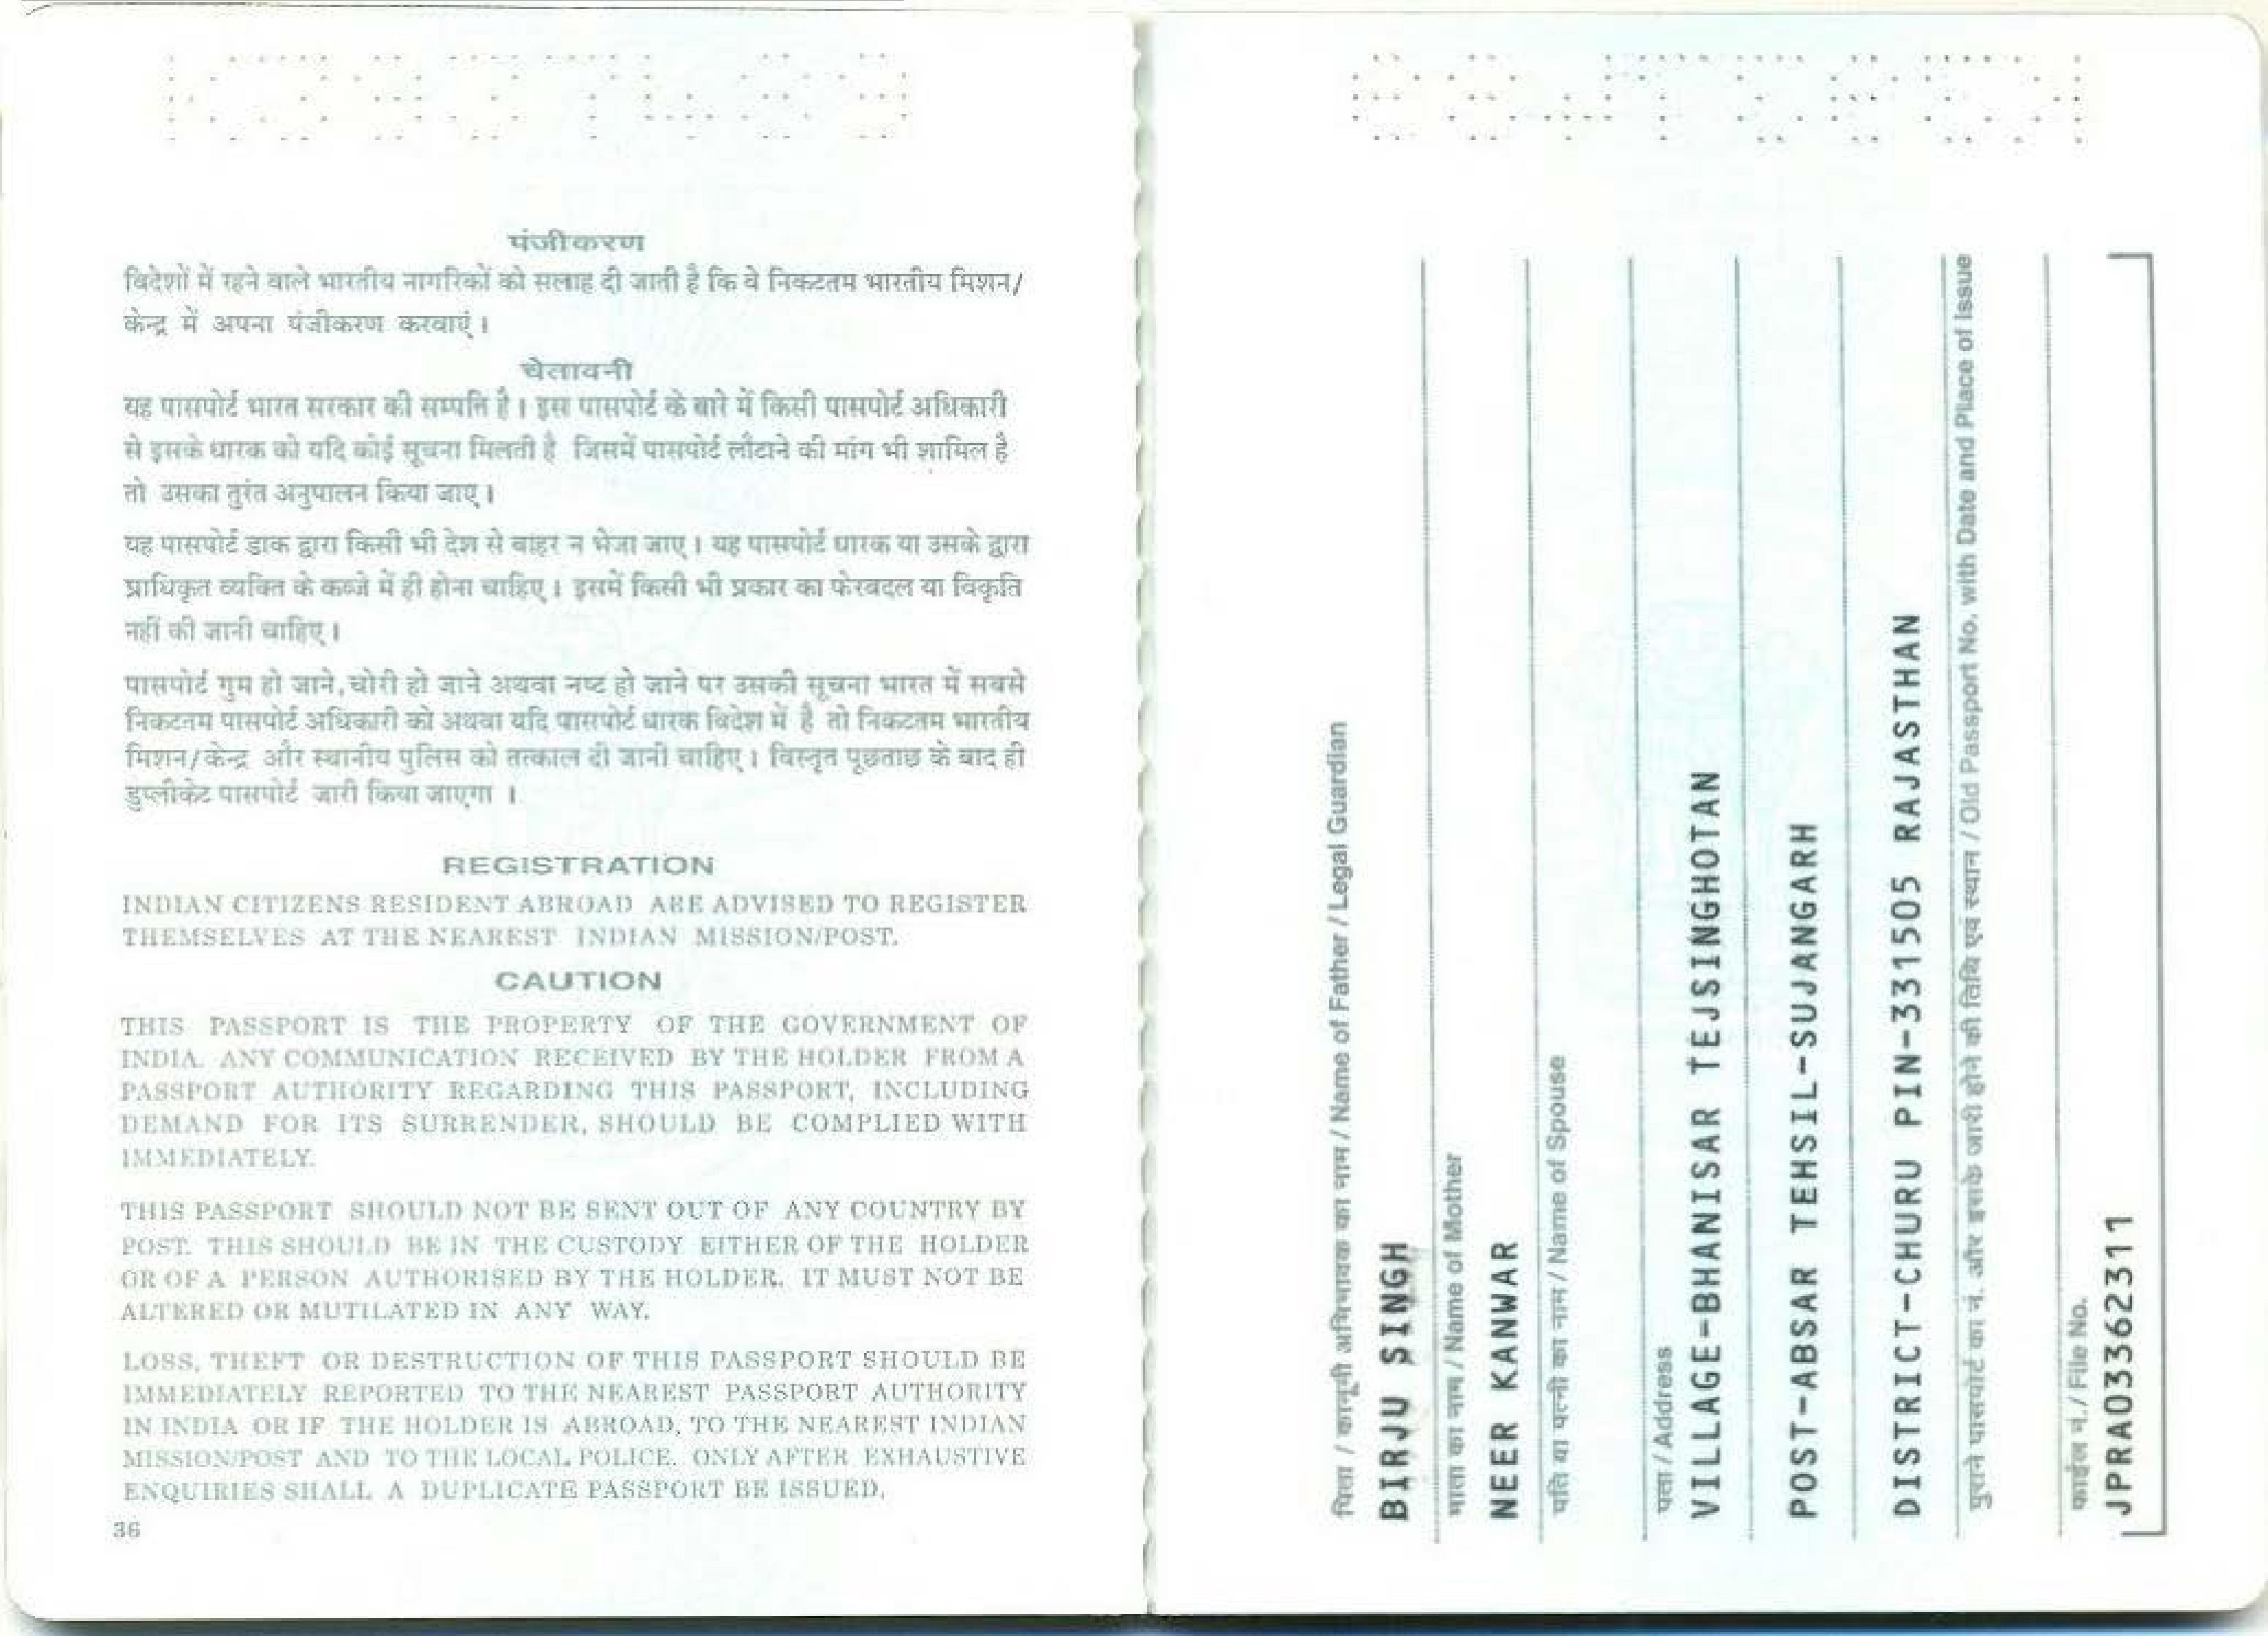 पंजीकरण
विदेशों में रहने वाले भारतीय नागरिकों को सलाह दी जाती है कि वे निकटतम भारतीय मिशन/
केन्द्र में अपना पंजीकरण करवाएं।
चेतावनी
यह पासपोर्ट भारत सरकार की सम्पत्ति है। इस पासपोर्ट के बारे में किसी पासपोर्ट अधिकारी
से इसके धारक को यदि कोई सूचना मिलती है जिसमें पासपोर्ट लौटाने की मांग भी शामिल है
तो उसका तुरंत अनुपालन किया जाए।
यह पासपोर्ट डाक द्वारा किसी भी देश से बाहर न भेजा जाए। यह पासपोर्ट धारक या उसके द्वारा
प्राधिकृत व्यक्ति के कब्जे में ही होना चाहिए। इसमें किसी भी प्रकार का फेरबदल या विकृति
नहीं की जानी चाहिए।
पासपोर्ट गुम हो जाने, चोरी हो जाने अथवा नष्ट हो जाने पर उसकी सूचना भारत में सबसे
निकटतम पासपोर्ट अधिकारी को अथवा यदि पासपोर्ट धारक विदेश में है तो निकटतम भारतीय
मिशन/केन्द्र और स्थानीय पुलिस को तत्काल दी जानी चाहिए। विस्तृत पूछताछ के बाद ही
डुप्लीकेट पासपोर्ट जारी किया जाएगा।
REGISTRATION
INDIAN CITIZENS RESIDENT ABROAD ARE ADVISED TO REGISTER
THEMSELVES AT THE NEAREST INDIAN MISSION/POST.
CAUTION
THIS PASSPORT IS THE PROPERTY OF THE GOVERNMENT OF
INDIA. ANY COMMUNICATION RECEIVED BY THE HOLDER FROM A
PASSPORT AUTHORITY REGARDING THIS PASSPORT, INCLUDING
DEMAND FOR ITS SURRENDER, SHOULD BE COMPLIED WITH
IMMEDIATELY.
THIS PASSPORT SHOULD NOT BE SENT OUT OF ANY COUNTRY BY
POST. THIS SHOULD BE IN THE CUSTODY EITHER OF THE HOLDER
OR OF A PERSON AUTHORISED BY THE HOLDER. IT MUST NOT BE
ALTERED OR MUTILATED IN ANY WAY.
LOSS, THEFT OR DESTRUCTION OF THIS PASSPORT SHOULD BE
IMMEDIATELY REPORTED TO THE NEAREST PASSPORT AUTHORITY
IN INDIA OR IF THE HOLDER IS ABROAD, TO THE NEAREST INDIAN
MISSIONPOST AND TO THE LOCAL POLICE. ONLY AFTER EXHAUSTIVE
ENQUIRIES SHALL A DUPLICATE PASSPORT BE ISSUED.
36
पिता / कानूनी अभिभावक का नाम / Name of Father / Legal Guardian
BIRJU SINGH
माता का नाम / Name of Mother
NEER KANWAR
पति या पत्नी का नाम / Name of Spouse
पता / Address
VILLAGE-BHANISAR TEJSINGHOTAN
POST-ABSAR TEHSIL-SUJANGARH
DISTRICT-CHURU PIN-331505 RAJASTHAN
पुराने पासपोर्ट का नं. और इसके जारी होने की तिथि एवं स्थान / Old Passport No. with Date and Place of Issue
फाईल नं./ File No.
JPRA03362311